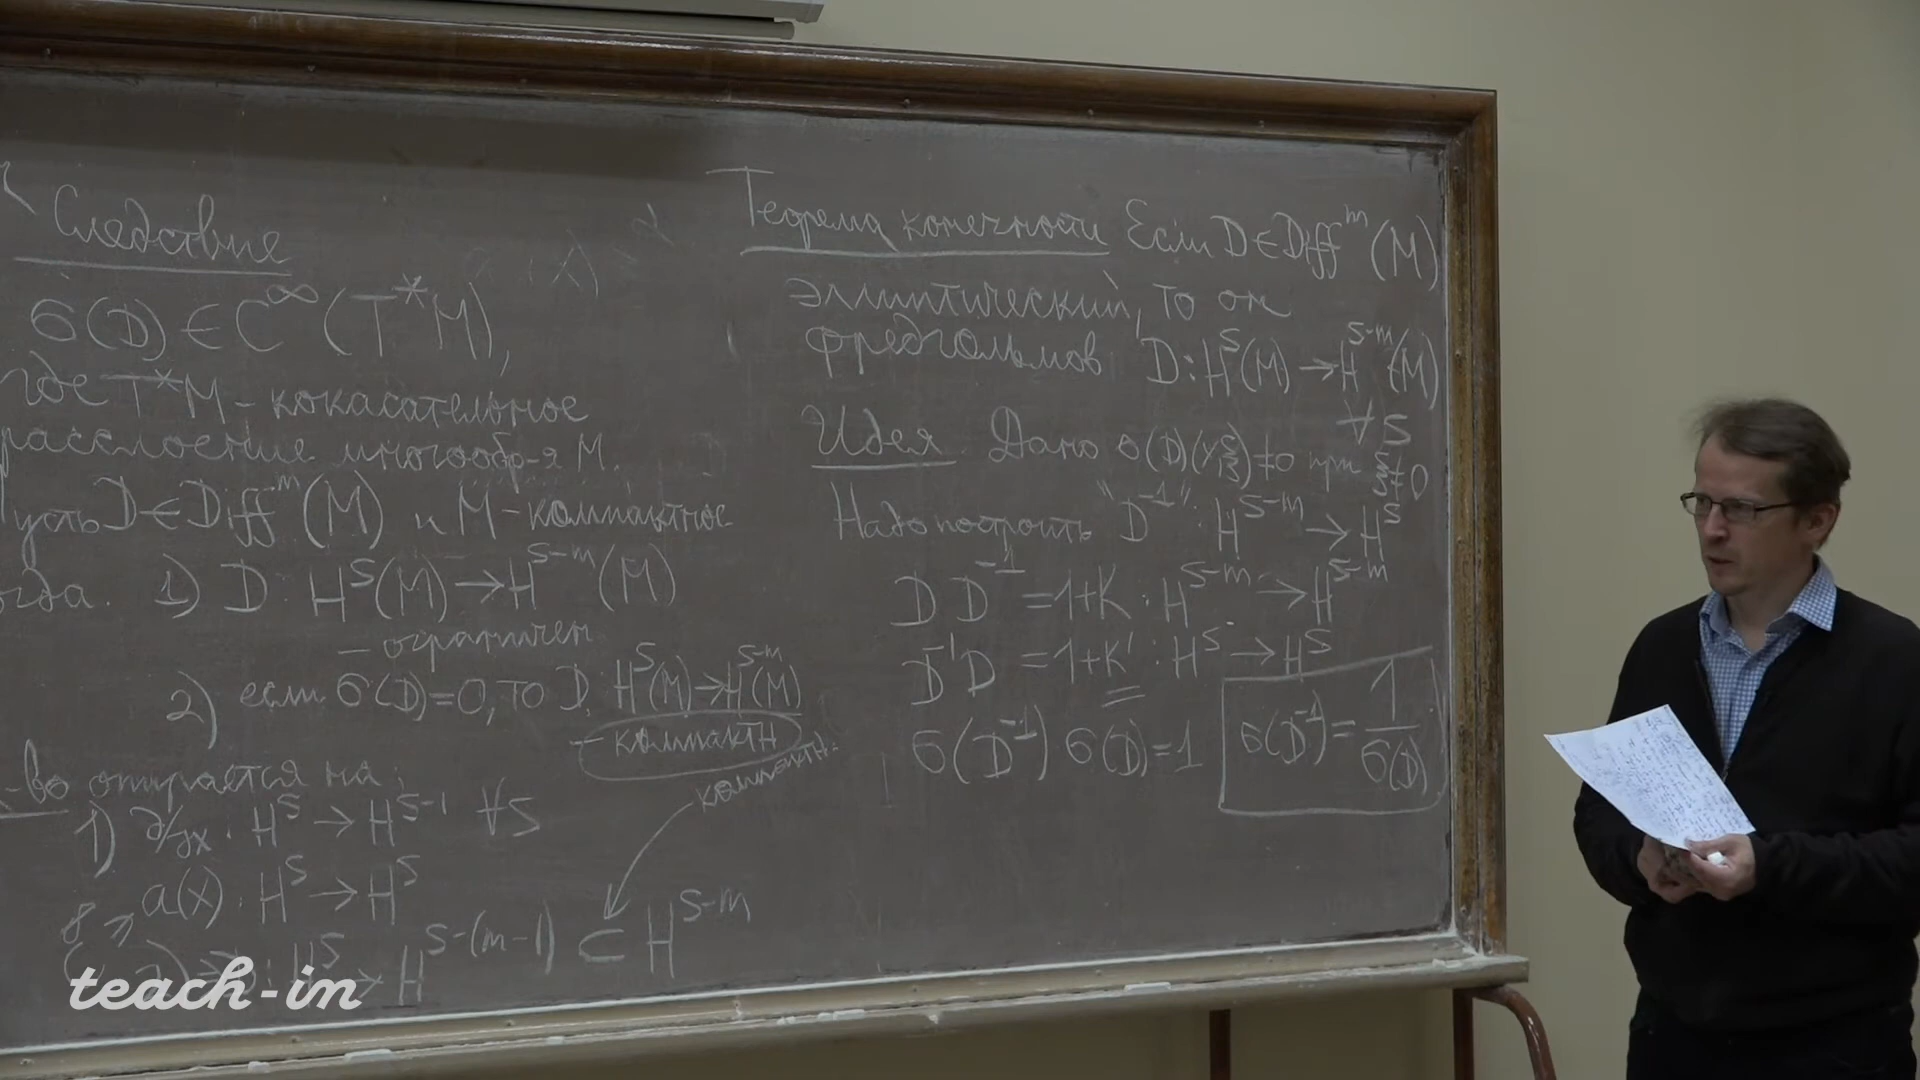 Следствие
σ(D) ∈ C^∞(T*M),
где T*M – кокасательное
расслоение многообр-я M.
Пусть D ∈ Diff^m(M) и M – компактное
1) D : H^s(M) → H^{s-m}(M)
– ограничен
2) если σ(D)=0, то D: H^s(M) → H^{s-m}(M)
– компактн
компактн.
-во опирается на:
1) ∂/∂x : H^s → H^{s-1} ∀s
a(x) : H^s → H^s
H^s → H^{s-(m-1)} ⊂ H^{s-m}
Теорема конечности Если D ∈ Diff^m(M)
эллиптический, то он
фредгольмов D: H^s(M) → H^{s-m}(M)
∀s
Идея Дано σ(D)(x,ξ) ≠0 при ξ≠0
Надо построить "D^{-1}": H^{s-m} → H^s
D D^{-1} = 1+K : H^{s-m} → H^{s-m}
D^{-1} D = 1+K' : H^s → H^s
σ(D^{-1}) σ(D) = 1
σ(D^{-1}) = 1/σ(D)
teach-in